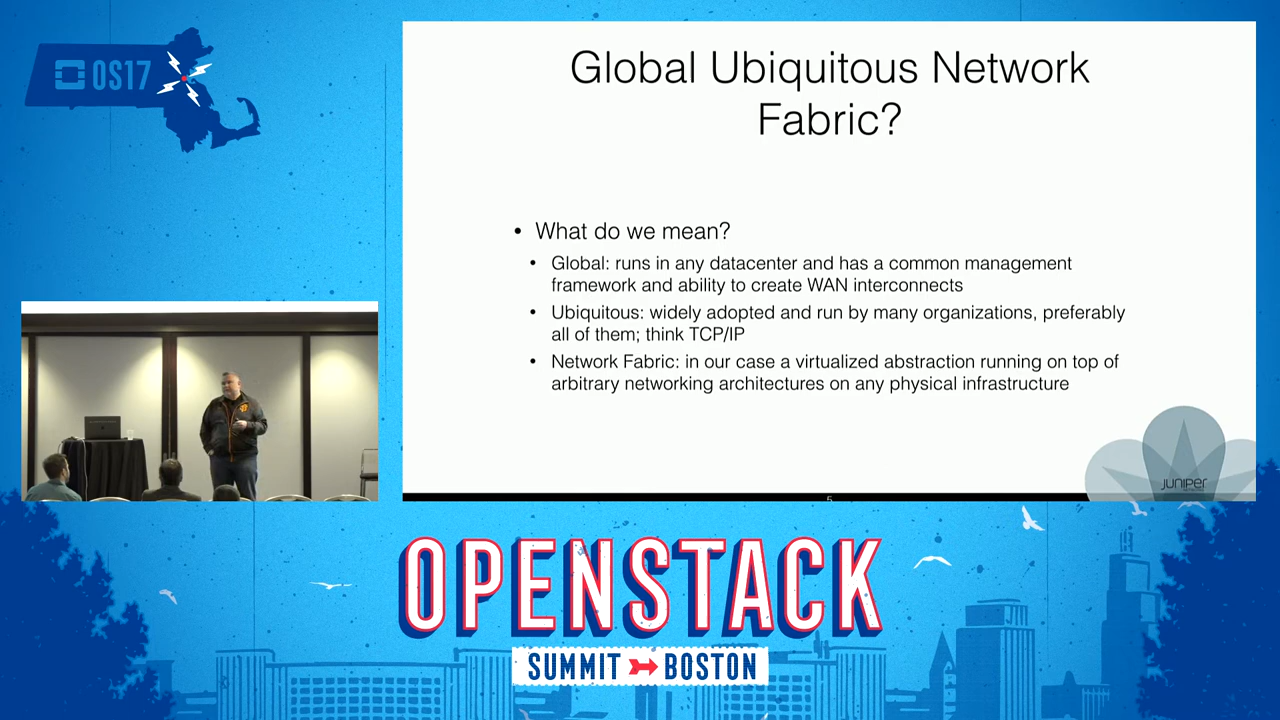 OS17
Global Ubiquitous Network
Fabric?
• What do we mean?
• Global: runs in any datacenter and has a common management
framework and ability to create WAN interconnects
• Ubiquitous: widely adopted and run by many organizations, preferably
all of them; think TCP/IP
• Network Fabric: in our case a virtualized abstraction running on top of
arbitrary networking architectures on any physical infrastructure
JUNIPEr
5
OPENSTACK
SUMMIT BOSTON